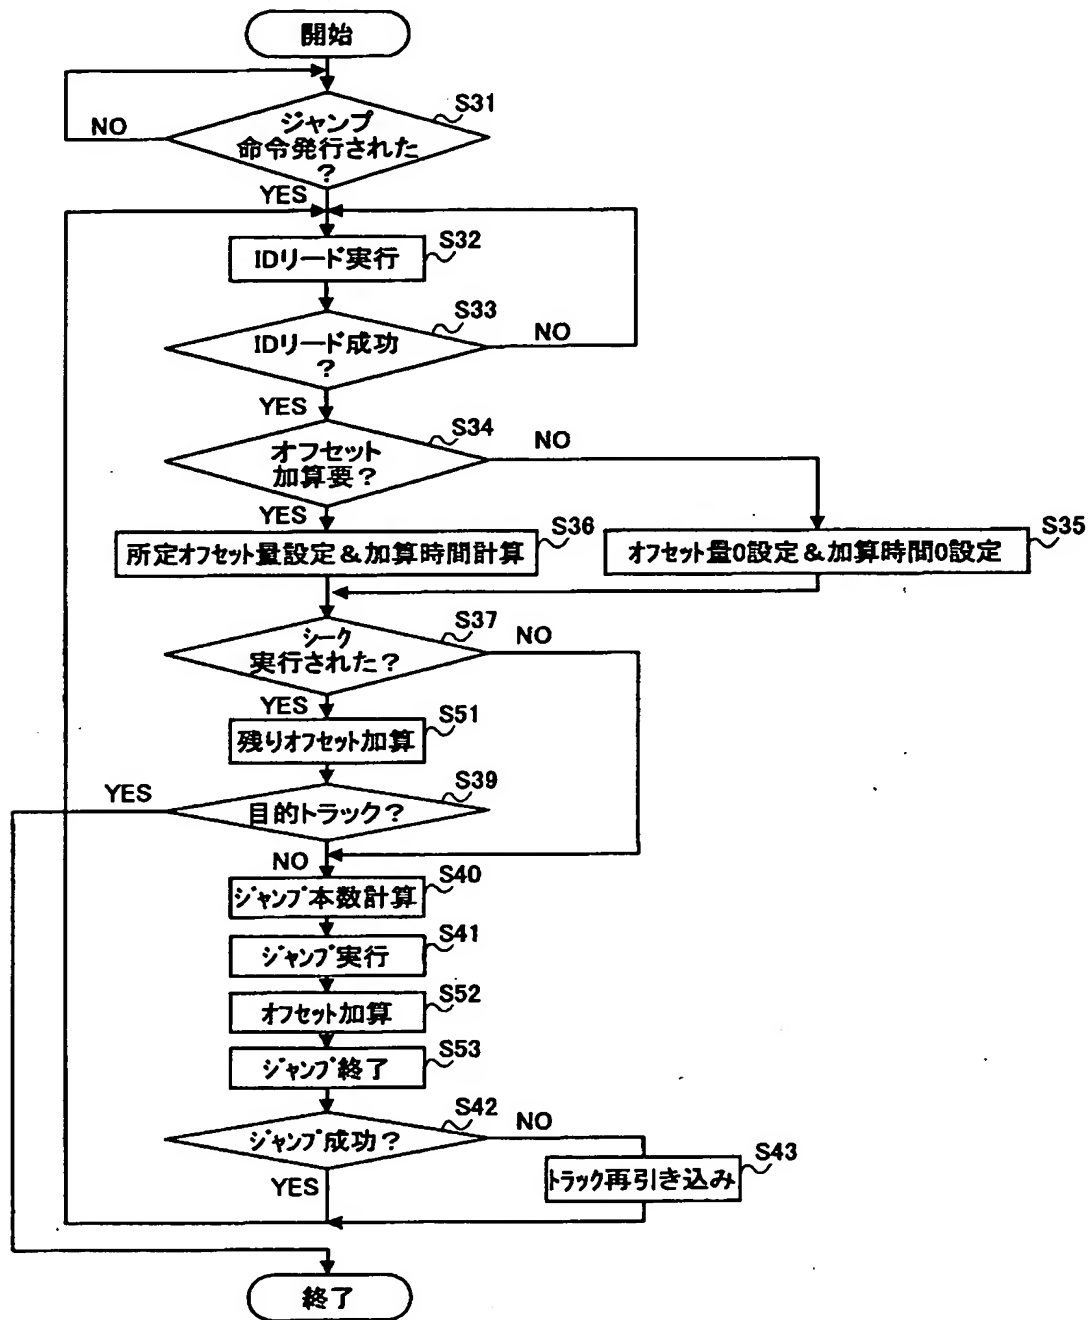 開始
S31
ジャンプ
命令発行された
?
NO
YES
S32
IDリード実行
S33
IDリード成功
?
NO
YES
S34
オフセット
加算要?
NO
YES
S36
所定オフセット量設定&加算時間計算
S35
オフセット量0設定&加算時間0設定
S37
シーク
実行された?
NO
YES
S51
残りオフセット加算
S39
目的トラック?
YES
NO
S40
ジャンプ本数計算
S41
ジャンプ実行
S52
オフセット加算
S53
ジャンプ終了
S42
ジャンプ成功?
NO
YES
S43
トラック再引き込み
終了